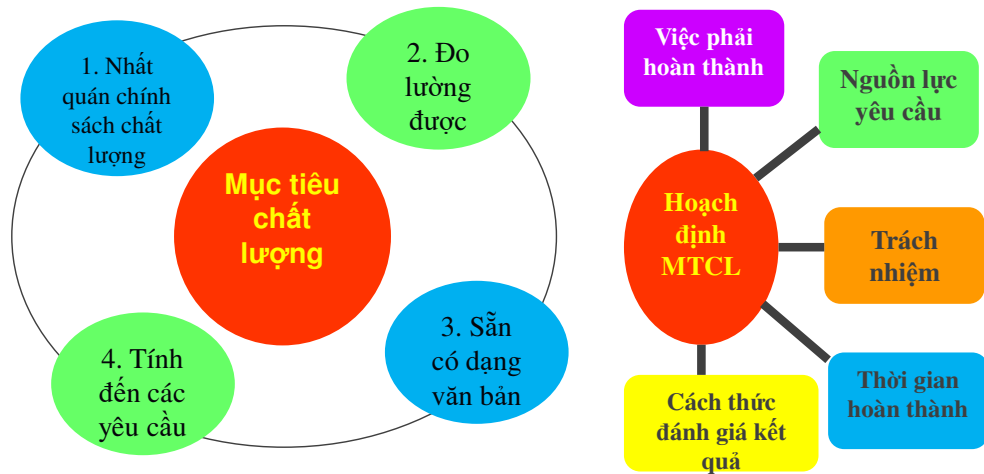 1. Nhất
quán chính
sách chất
lượng
2. Đo
lường
được
Mục tiêu
chất
lượng
3. Sẵn
có dạng
văn bản
4. Tính
đến các
yêu cầu
Việc phải
hoàn thành
Nguồn lực
yêu cầu
Hoạch
định
MTCL
Trách
nhiệm
Thời gian
hoàn thành
Cách thức
đánh giá kết
quả